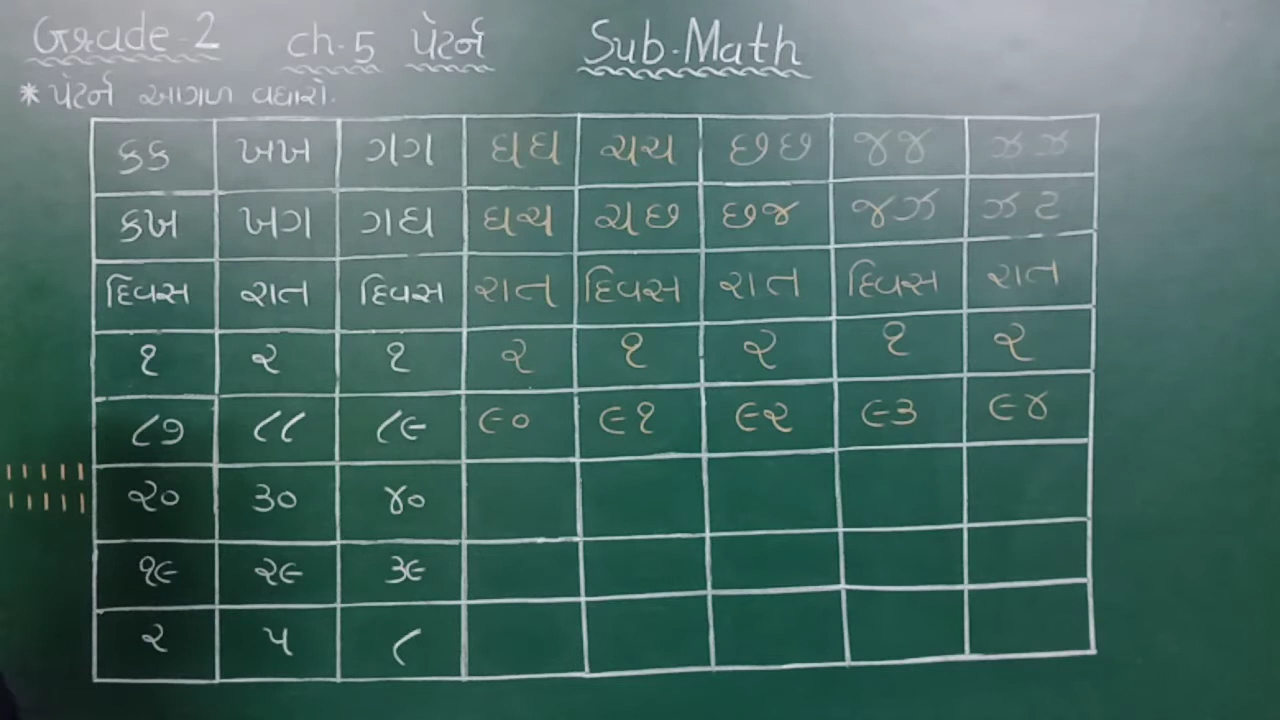 Grade-2 ch-5 પેટર્ન Sub-Math
* પેટર્ન આગળ વધારો.
કક ખખ ગગ ઘઘ ચચ છછ જજ ઝઝ
કખ ખગ ગઘ ઘચ ચછ છજ જઝ ઝટ
દિવસ રાત દિવસ રાત દિવસ રાત દિવસ રાત
૧ ૨ ૧ ૨ ૧ ૨ ૧ ૨
૮૭ ૮૮ ૮૯ ૯૦ ૯૧ ૯૨ ૯૩ ૯૪
૨૦ ૩૦ ૪૦
૧૯ ૨૯ ૩૯
૨ ૫ ૮